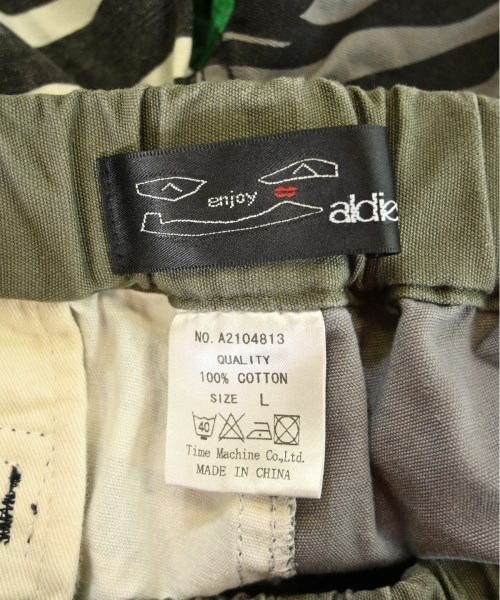 enjoy aldie
NO. A2104813
QUALITY
100% COTTON
SIZE L
40
Time Machine Co., Ltd.
MADE IN CHINA